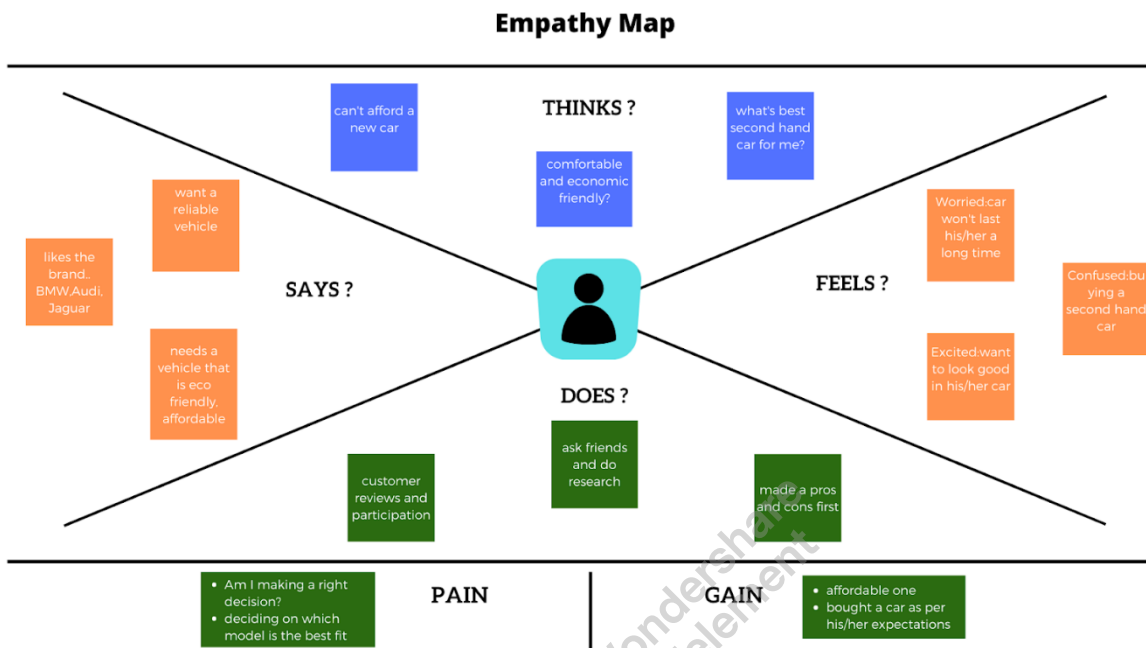 Empathy Map
THINKS ?
can't afford a
new car
comfortable
and economic
friendly?
what's best
second hand
car for me?
SAYS ?
want a
reliable
vehicle
likes the
brand..
BMW,Audi,
Jaguar
needs a
vehicle that
is eco
friendly,
affordable
FEELS ?
Worried:car
won't last
his/her a
long time
Confused:bu
ying a
second hand
car
Excited:want
to look good
in his/her car
DOES ?
customer
reviews and
participation
ask friends
and do
research
made a pros
and cons first
PAIN
• Am I making a right
decision?
• deciding on which
model is the best fit
GAIN
• affordable one
• bought a car as per
his/her expectations